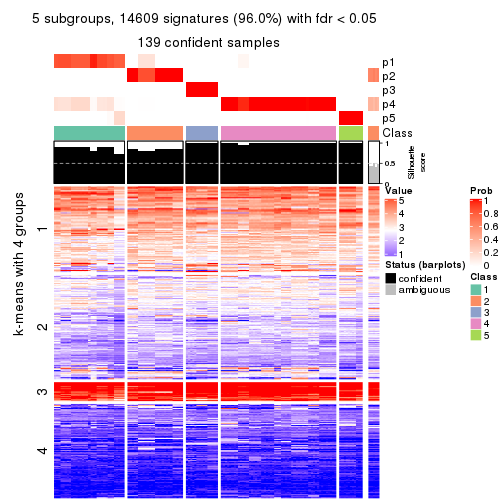 5 subgroups, 14609 signatures (96.0%) with fdr < 0.05
139 confident samples
p1
p2
p3
p4
p5
Class
1
0.5
0
Silhouette score
k-means with 4 groups
1
2
3
4
Value
5
4
3
2
1
Status (barplots)
confident
ambiguous
Prob
1
0.8
0.6
0.4
0.2
0
Class
1
2
3
4
5